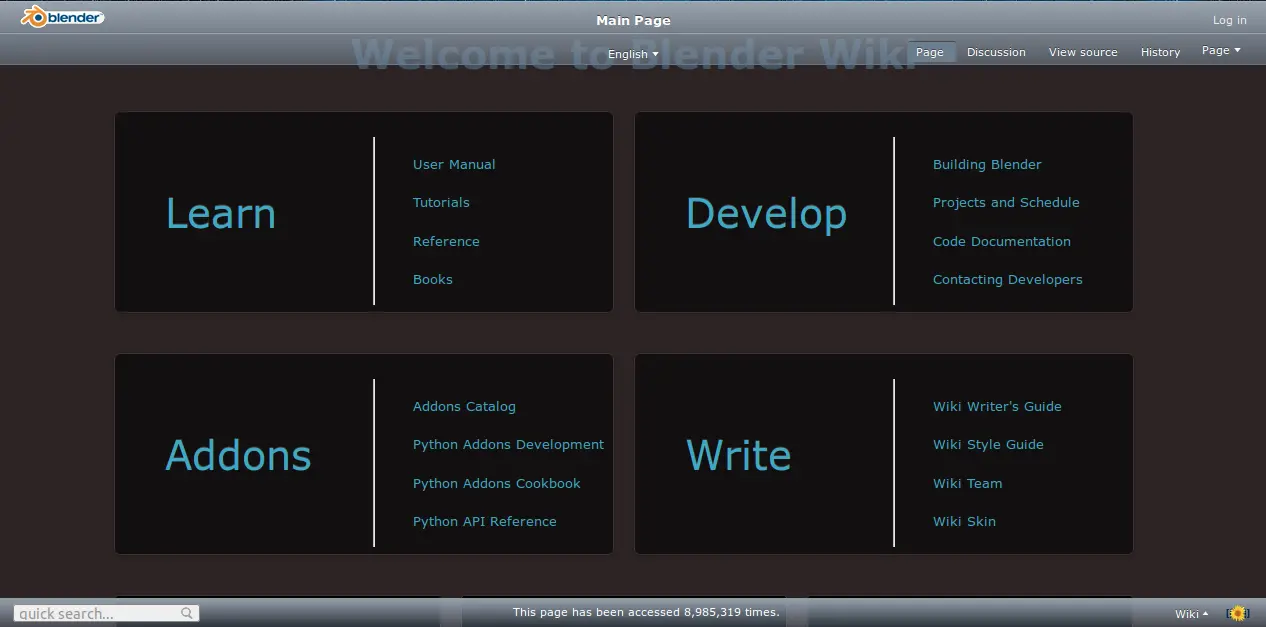 blender
Main Page
Log in
Welcome to Blender Wiki
English
Page
Discussion
View source
History
Page
Learn
User Manual
Tutorials
Reference
Books
Develop
Building Blender
Projects and Schedule
Code Documentation
Contacting Developers
Addons
Addons Catalog
Python Addons Development
Python Addons Cookbook
Python API Reference
Write
Wiki Writer's Guide
Wiki Style Guide
Wiki Team
Wiki Skin
quick search...
This page has been accessed 8,985,319 times.
Wiki